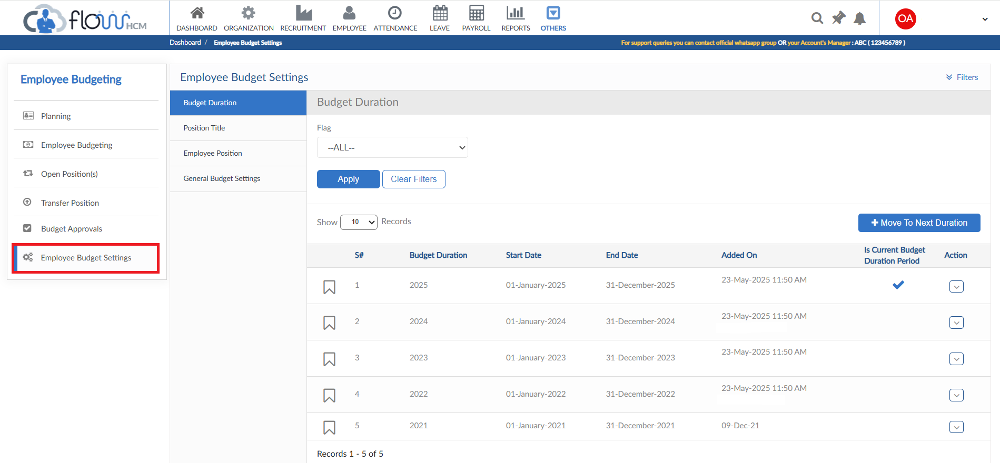 flow HCM
DASHBOARD
ORGANIZATION
RECRUITMENT
EMPLOYEE
ATTENDANCE
LEAVE
PAYROLL
REPORTS
OTHERS
OA
Dashboard / Employee Budget Settings
For support queries you can contact official whatsapp group OR your Account's Manager : ABC ( 123456789 )
Employee Budgeting
Planning
Employee Budgeting
Open Position(s)
Transfer Position
Budget Approvals
Employee Budget Settings
Employee Budget Settings
Filters
Budget Duration
Position Title
Employee Position
General Budget Settings
Budget Duration
Flag
--ALL--
Apply
Clear Filters
Show 10 Records
Move To Next Duration
S# Budget Duration Start Date End Date Added On Is Current Budget Duration Period Action
1 2025 01-January-2025 31-December-2025 23-May-2025 11:50 AM
2 2024 01-January-2024 31-December-2024 23-May-2025 11:50 AM
3 2023 01-January-2023 31-December-2023 23-May-2025 11:50 AM
4 2022 01-January-2022 31-December-2022 23-May-2025 11:50 AM
5 2021 01-January-2021 31-December-2021 09-Dec-21
Records 1 - 5 of 5